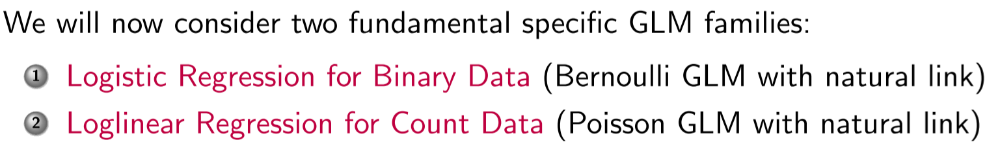 We will now consider two fundamental specific GLM families:
1 Logistic Regression for Binary Data (Bernoulli GLM with natural link)
2 Loglinear Regression for Count Data (Poisson GLM with natural link)